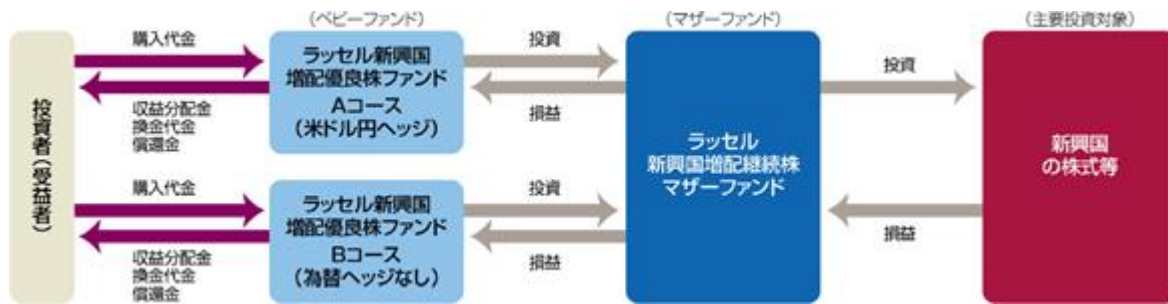 （ベビーファンド）
（マザーファンド）
（主要投資対象）
投資者（受益者）
購入代金
収益分配金
換金代金
償還金
ラッセル新興国
増配優良株ファンド
Aコース
（米ドル円ヘッジ）
投資
損益
購入代金
収益分配金
換金代金
償還金
ラッセル新興国
増配優良株ファンド
Bコース
（為替ヘッジなし）
投資
損益
ラッセル
新興国増配継続株
マザーファンド
投資
損益
新興国
の株式等